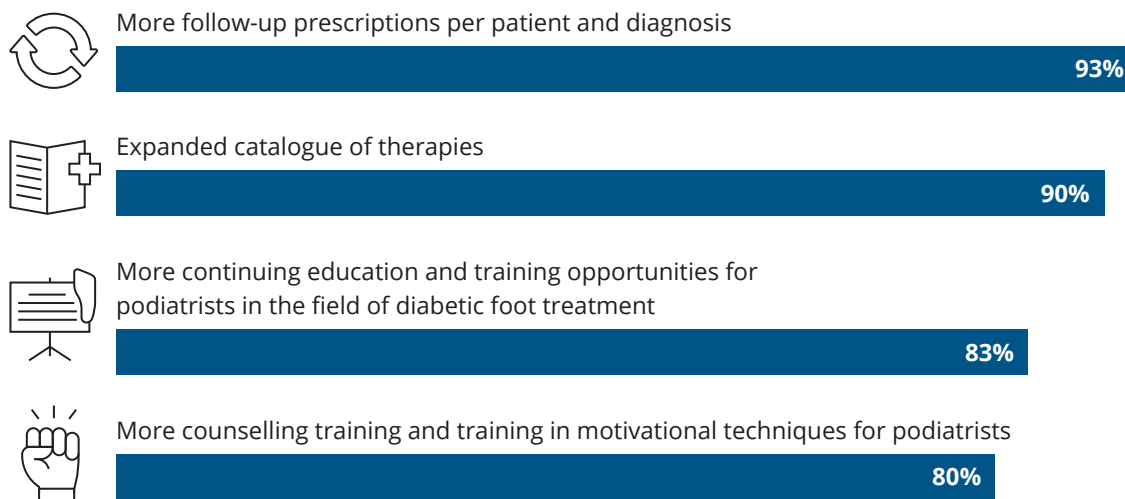 More follow-up prescriptions per patient and diagnosis
93%
Expanded catalogue of therapies
90%
More continuing education and training opportunities for
podiatrists in the field of diabetic foot treatment
83%
More counselling training and training in motivational techniques for podiatrists
80%